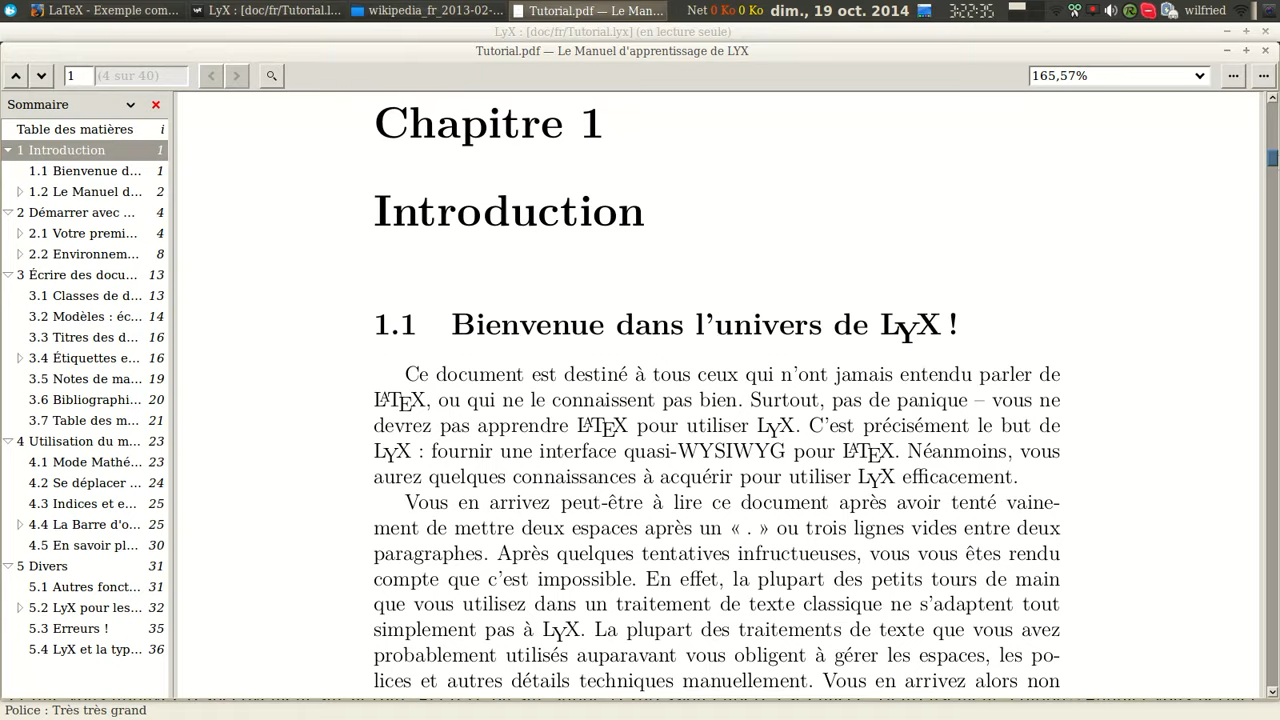 LaTeX - Exemple com...
LyX : [doc/fr/Tutorial.l...
wikipedia_fr_2013-02-...
Tutorial.pdf — Le Man...
Net 0 Ko 0 Ko
dim., 19 oct. 2014
wilfried
LyX : [doc/fr/Tutorial.lyx] (en lecture seule)
Tutorial.pdf — Le Manuel d'apprentissage de LYX
1 (4 sur 40)
165,57%
Sommaire
Table des matières i
1 Introduction 1
1.1 Bienvenue d... 1
1.2 Le Manuel d... 2
2 Démarrer avec ... 4
2.1 Votre premi... 4
2.2 Environnem... 8
3 Écrire des docu... 13
3.1 Classes de d... 13
3.2 Modèles : éc... 14
3.3 Titres des d... 16
3.4 Étiquettes e... 16
3.5 Notes de ma... 19
3.6 Bibliographi... 20
3.7 Table des m... 21
4 Utilisation du m... 23
4.1 Mode Mathé... 23
4.2 Se déplacer ... 24
4.3 Indices et e... 25
4.4 La Barre d'o... 25
4.5 En savoir pl... 30
5 Divers 31
5.1 Autres fonct... 31
5.2 LyX pour les... 32
5.3 Erreurs ! 35
5.4 LyX et la typ... 36
Chapitre 1
Introduction
1.1 Bienvenue dans l'univers de LYX !
Ce document est destiné à tous ceux qui n'ont jamais entendu parler de
LATEX, ou qui ne le connaissent pas bien. Surtout, pas de panique – vous ne
devrez pas apprendre LATEX pour utiliser LYX. C'est précisément le but de
LYX : fournir une interface quasi-WYSIWYG pour LATEX. Néanmoins, vous
aurez quelques connaissances à acquérir pour utiliser LYX efficacement.
Vous en arrivez peut-être à lire ce document après avoir tenté vaine-
ment de mettre deux espaces après un « . » ou trois lignes vides entre deux
paragraphes. Après quelques tentatives infructueuses, vous vous êtes rendu
compte que c'est impossible. En effet, la plupart des petits tours de main
que vous utilisez dans un traitement de texte classique ne s'adaptent tout
simplement pas à LYX. La plupart des traitements de texte que vous avez
probablement utilisés auparavant vous obligent à gérer les espaces, les po-
lices et autres détails techniques manuellement. Vous en arrivez alors non
Police : Très très grand